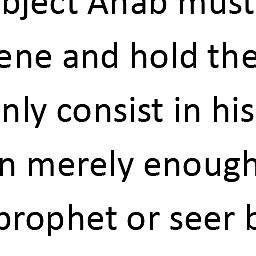 bject Ahab must
ene and hold the
nly consist in his
n merely enough
prophet or seer b